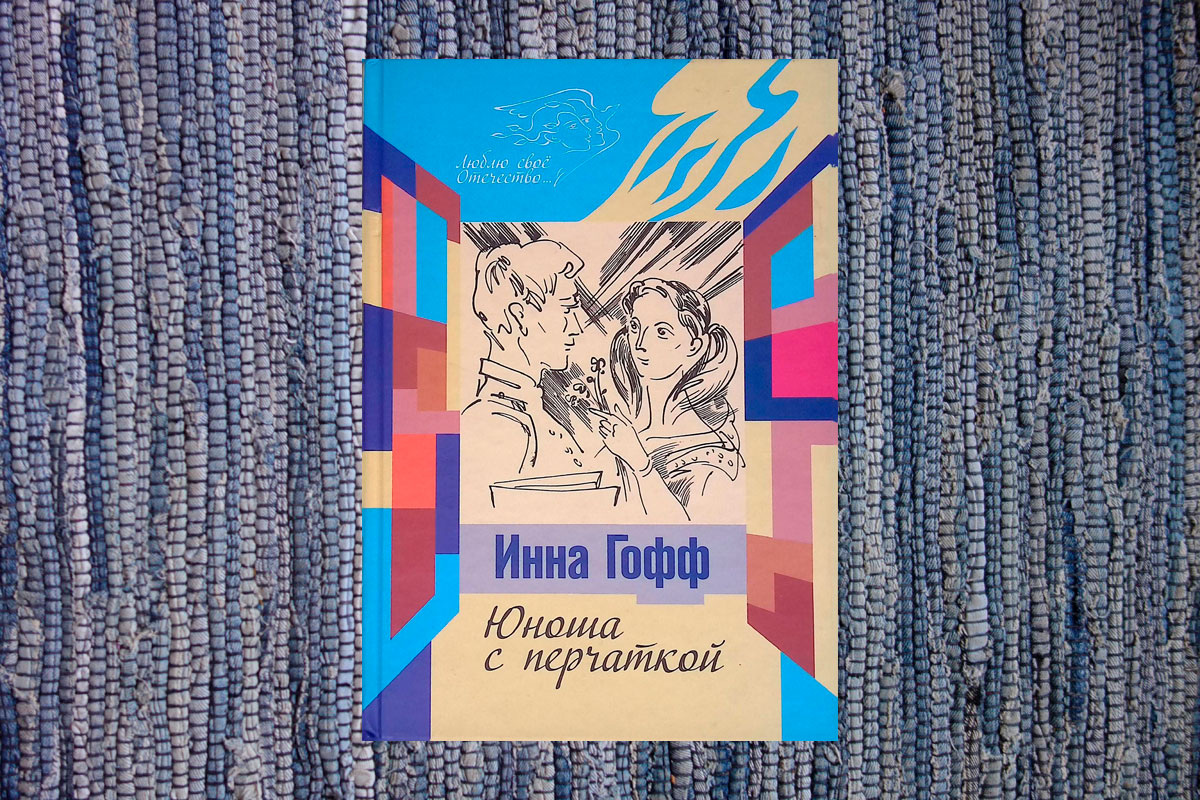 Люблю своё
Отечество...!
Инна Гофф
Юноша
с перчаткой